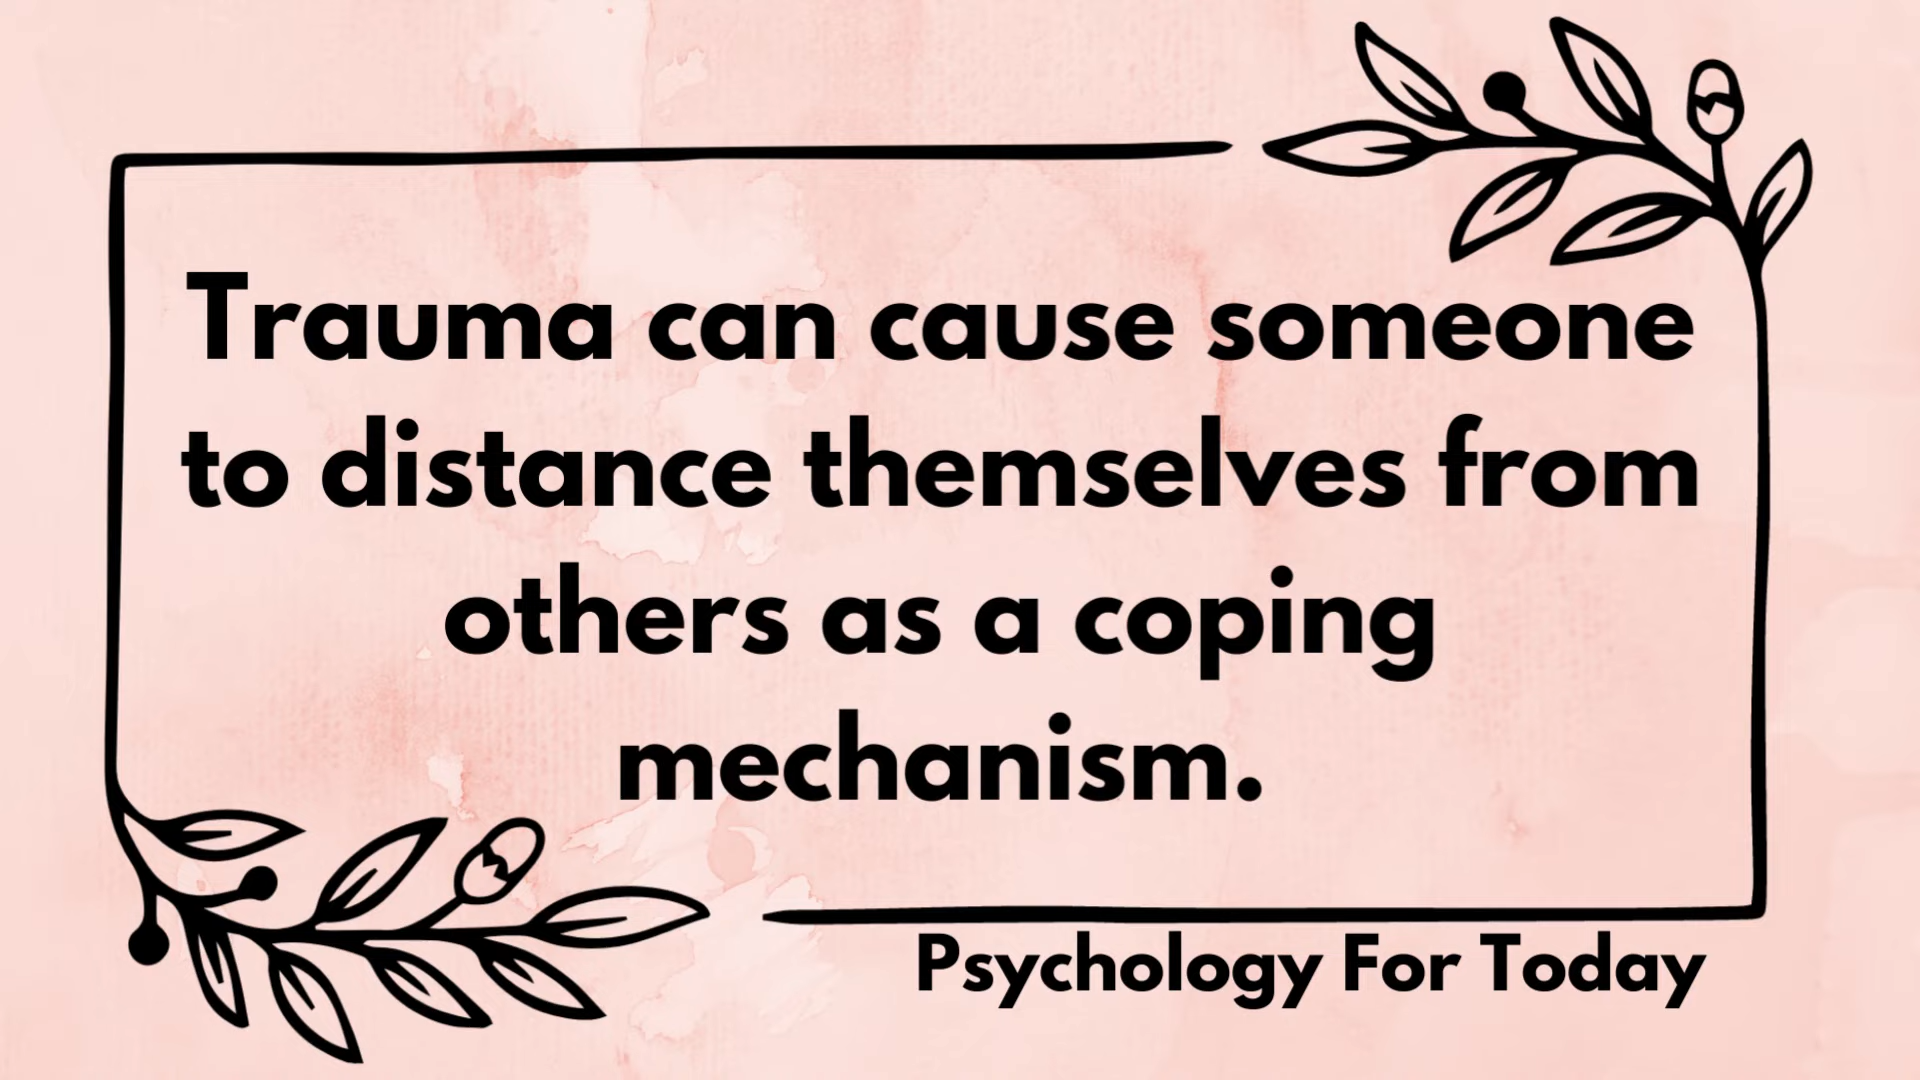 Trauma can cause someone
to distance themselves from
others as a coping
mechanism.
Psychology For Today